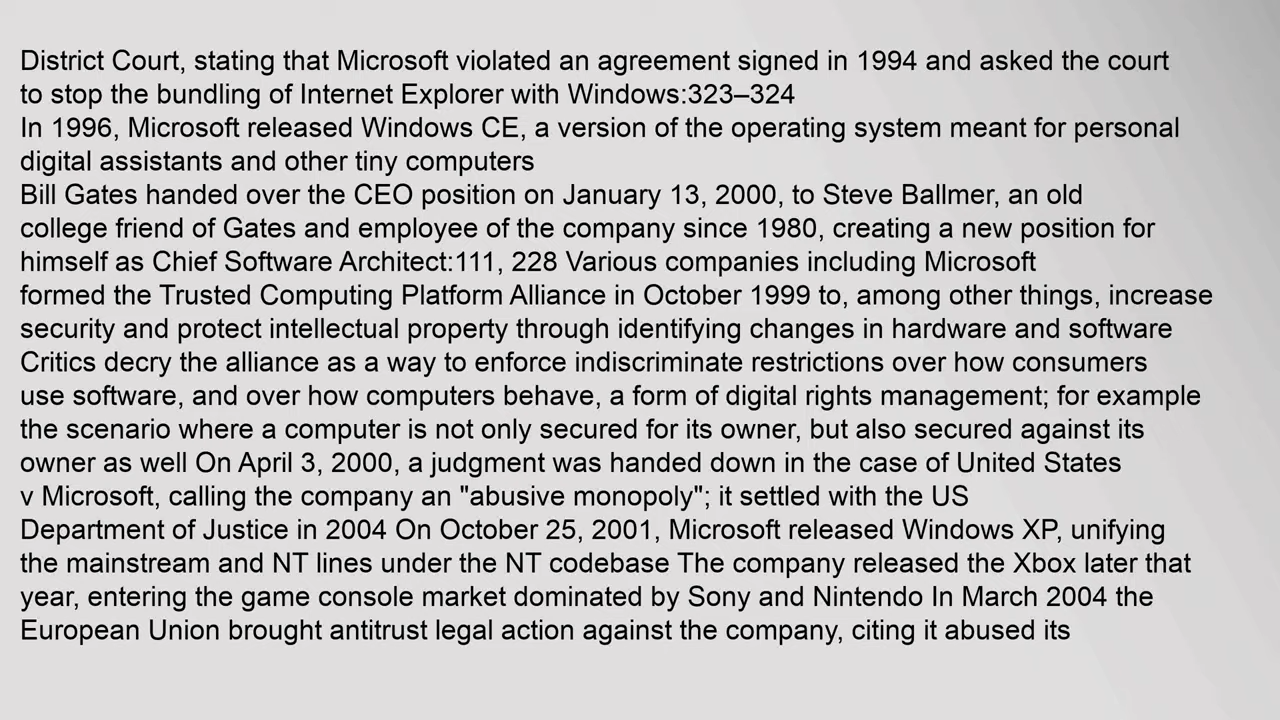 District Court, stating that Microsoft violated an agreement signed in 1994 and asked the court
to stop the bundling of Internet Explorer with Windows:323–324
In 1996, Microsoft released Windows CE, a version of the operating system meant for personal
digital assistants and other tiny computers
Bill Gates handed over the CEO position on January 13, 2000, to Steve Ballmer, an old
college friend of Gates and employee of the company since 1980, creating a new position for
himself as Chief Software Architect:111, 228 Various companies including Microsoft
formed the Trusted Computing Platform Alliance in October 1999 to, among other things, increase
security and protect intellectual property through identifying changes in hardware and software
Critics decry the alliance as a way to enforce indiscriminate restrictions over how consumers
use software, and over how computers behave, a form of digital rights management; for example
the scenario where a computer is not only secured for its owner, but also secured against its
owner as well On April 3, 2000, a judgment was handed down in the case of United States
v Microsoft, calling the company an "abusive monopoly"; it settled with the US
Department of Justice in 2004 On October 25, 2001, Microsoft released Windows XP, unifying
the mainstream and NT lines under the NT codebase The company released the Xbox later that
year, entering the game console market dominated by Sony and Nintendo In March 2004 the
European Union brought antitrust legal action against the company, citing it abused its